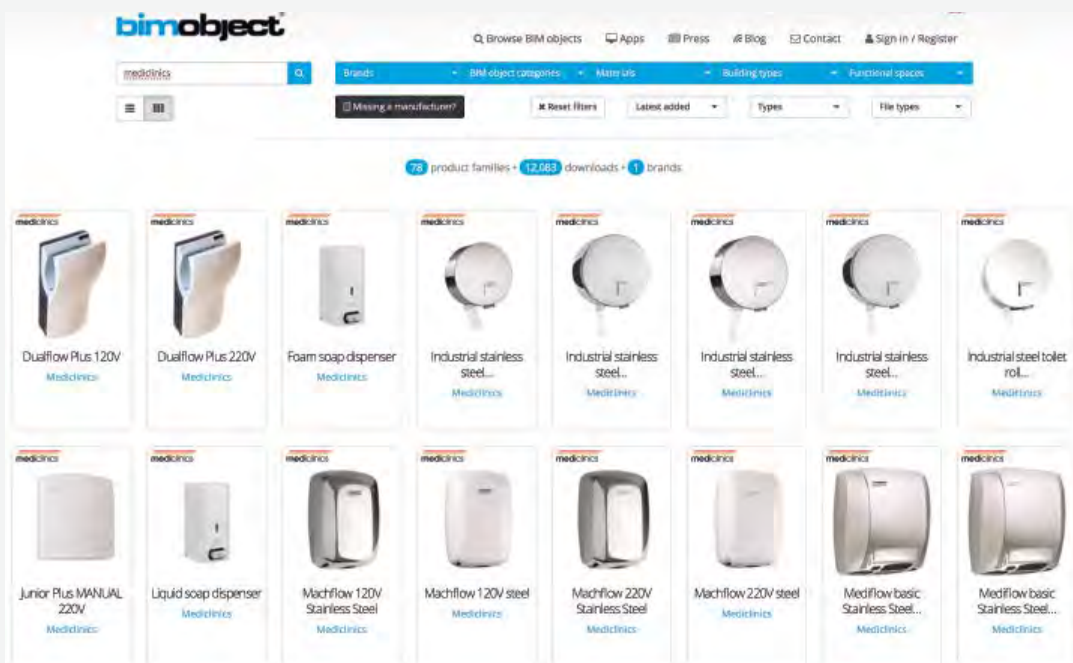 bimobject
Browse BIM objects Apps Press Blog Contact Sign in / Register
mediclinics Brands BIM object categories Materials Building types Functional spaces
Missing a manufacturer? Reset filters Latest added Types File types
78 product families • 12,083 downloads • 1 brands
mediclinics mediclinics mediclinics mediclinics mediclinics mediclinics mediclinics mediclinics
Dualflow Plus 120V Dualflow Plus 220V Foam soap dispenser Industrial stainless steel... Industrial stainless steel... Industrial stainless steel... Industrial stainless steel... Industrial steel toilet roll...
Mediclinics Mediclinics Mediclinics Mediclinics Mediclinics Mediclinics Mediclinics Mediclinics
mediclinics mediclinics mediclinics mediclinics mediclinics mediclinics mediclinics mediclinics
Junior Plus MANUAL 220V Liquid soap dispenser Machflow 120V Stainless Steel Machflow 120V steel Machflow 220V Stainless Steel Machflow 220V steel Mediflow basic Stainless Steel... Mediflow basic Stainless Steel...
Mediclinics Mediclinics Mediclinics Mediclinics Mediclinics Mediclinics Mediclinics Mediclinics